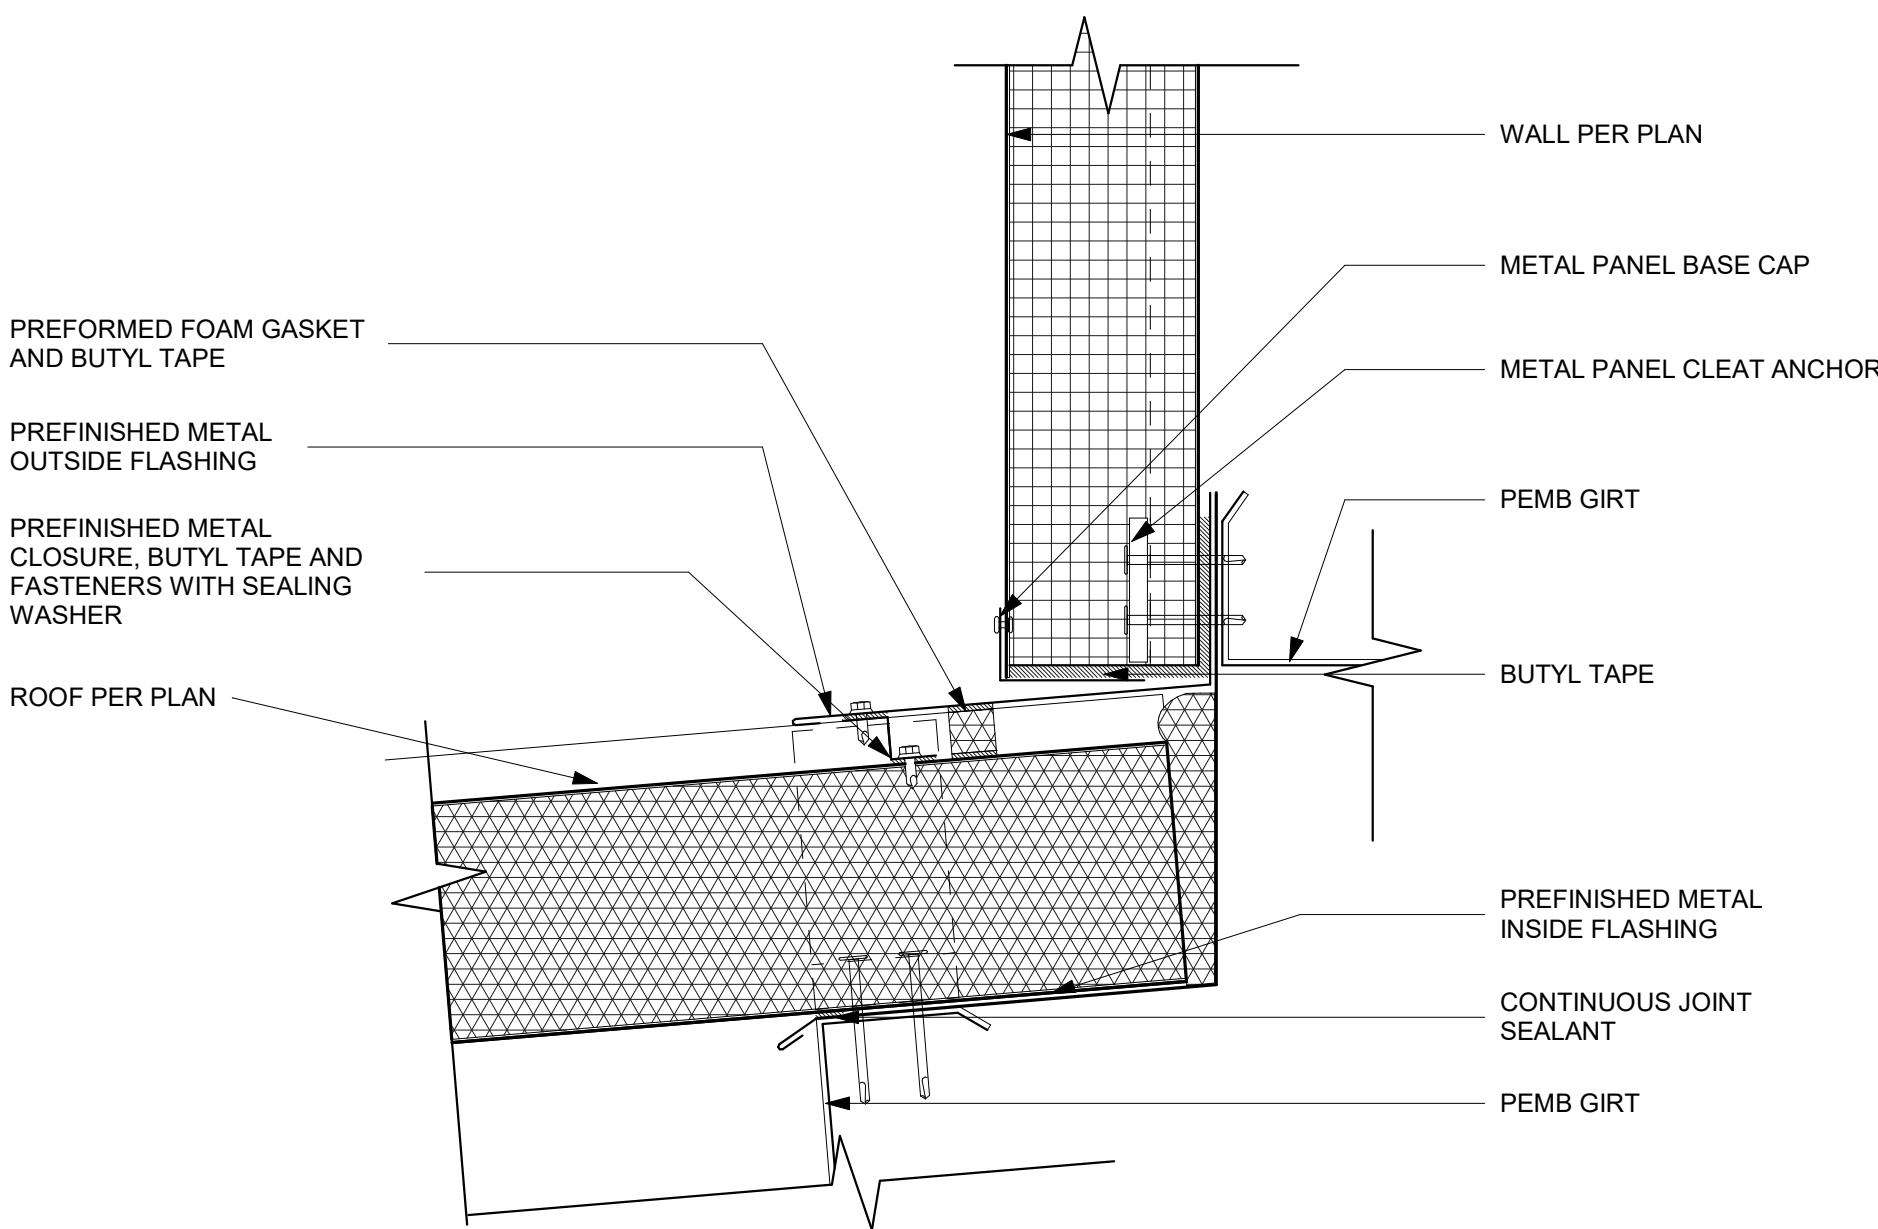 PREFORMED FOAM GASKET
AND BUTYL TAPE
PREFINISHED METAL
OUTSIDE FLASHING
PREFINISHED METAL
CLOSURE, BUTYL TAPE AND
FASTENERS WITH SEALING
WASHER
ROOF PER PLAN
WALL PER PLAN
METAL PANEL BASE CAP
METAL PANEL CLEAT ANCHOR
PEMB GIRT
BUTYL TAPE
PREFINISHED METAL
INSIDE FLASHING
CONTINUOUS JOINT
SEALANT
PEMB GIRT